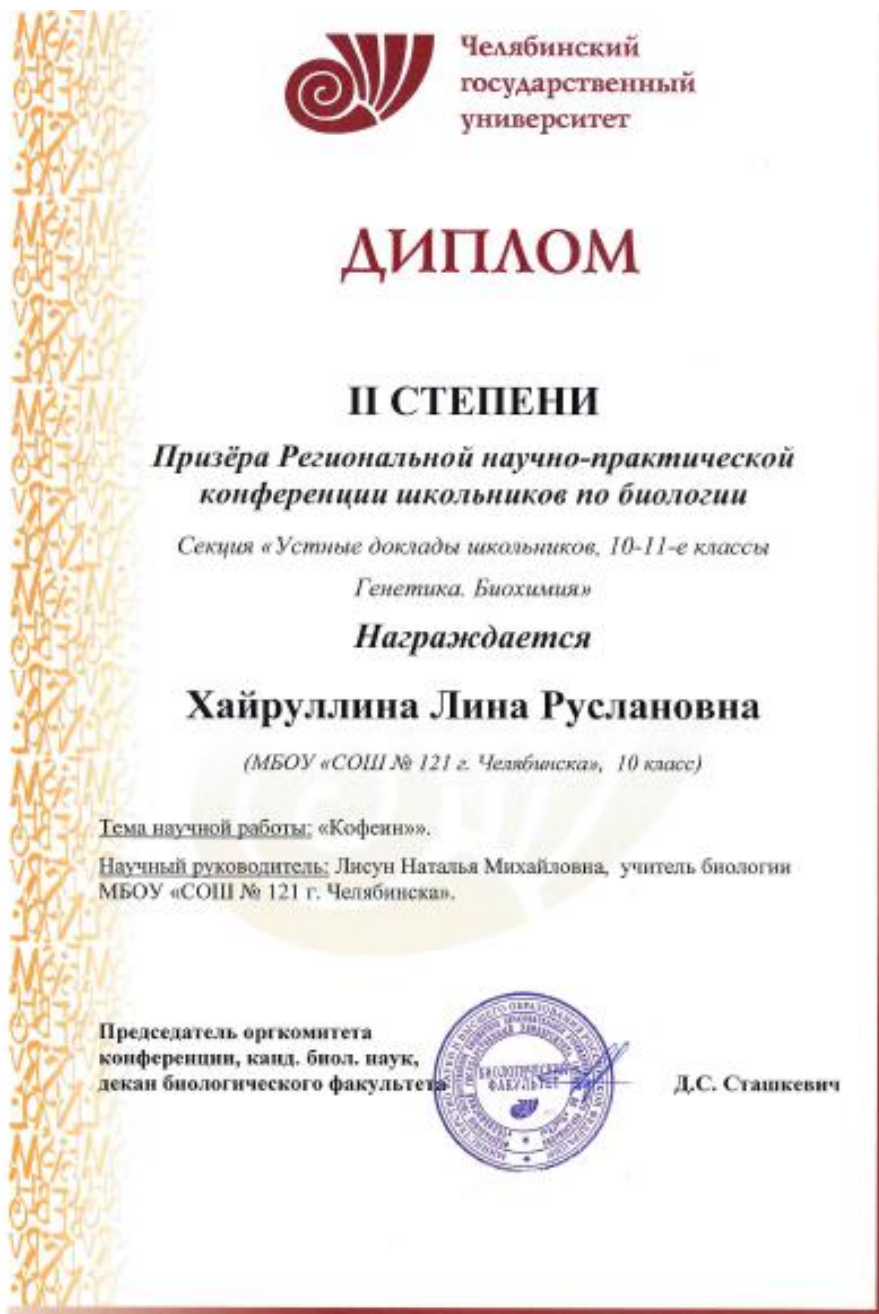 Челябинский
государственный
университет
ДИПЛОМ
II СТЕПЕНИ
Призёра Региональной научно-практической
конференции школьников по биологии
Секция «Устные доклады школьников, 10-11-е классы
Генетика. Биохимия»
Награждается
Хайруллина Лина Руслановна
(МБОУ «СОШ № 121 г. Челябинска», 10 класс)
Тема научной работы: «Кофеин»».
Научный руководитель: Лисун Наталья Михайловна, учитель биологии
МБОУ «СОШ № 121 г. Челябинска».
Председатель оргкомитета
конференции, канд. биол. наук,
декан биологического факультета
Д.С. Сташкевич
БИОЛОГИЧЕСКИЙ
ФАКУЛЬТЕТ